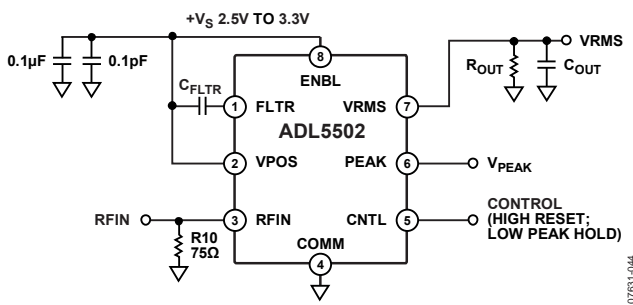 +VS 2.5V TO 3.3V
0.1µF
0.1pF
CFLTR
8
ENBL
1
FLTR
VRMS
7
ROUT
COUT
VRMS
ADL5502
2
VPOS
PEAK
6
VPEAK
RFIN
3
RFIN
CNTL
5
CONTROL
(HIGH RESET;
LOW PEAK HOLD)
R10
75Ω
COMM
4
07631-044